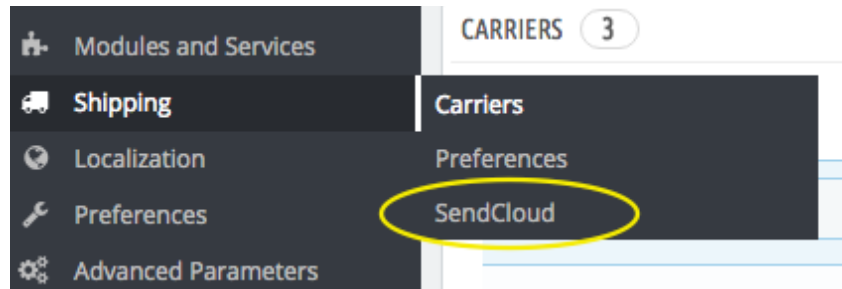 CARRIERS 3
Modules and Services
Shipping
Carriers
Localization
Preferences
Preferences
SendCloud
Advanced Parameters